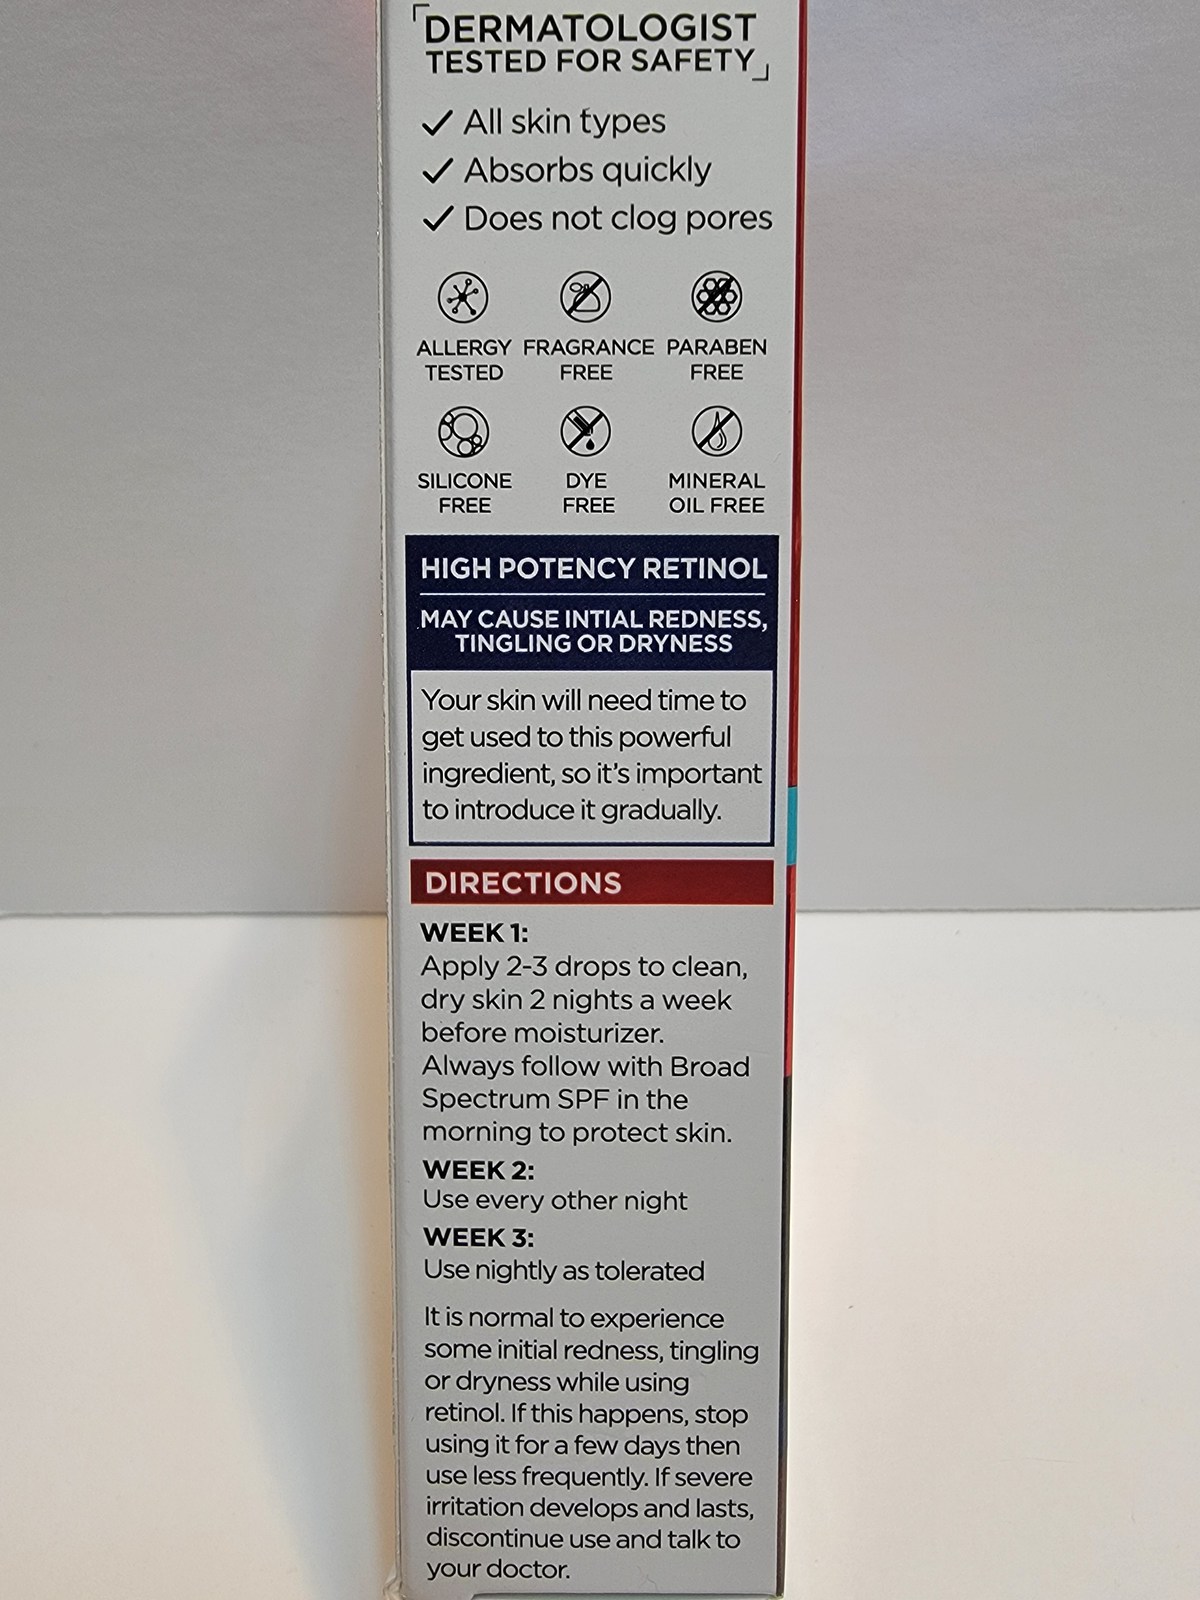 DERMATOLOGIST
TESTED FOR SAFETY
✓ All skin types
✓ Absorbs quickly
✓ Does not clog pores
ALLERGY TESTED
FRAGRANCE FREE
PARABEN FREE
SILICONE FREE
DYE FREE
MINERAL OIL FREE
HIGH POTENCY RETINOL
MAY CAUSE INTIAL REDNESS,
TINGLING OR DRYNESS
Your skin will need time to
get used to this powerful
ingredient, so it's important
to introduce it gradually.
DIRECTIONS
WEEK 1:
Apply 2-3 drops to clean,
dry skin 2 nights a week
before moisturizer.
Always follow with Broad
Spectrum SPF in the
morning to protect skin.
WEEK 2:
Use every other night
WEEK 3:
Use nightly as tolerated
It is normal to experience
some initial redness, tingling
or dryness while using
retinol. If this happens, stop
using it for a few days then
use less frequently. If severe
irritation develops and lasts,
discontinue use and talk to
your doctor.